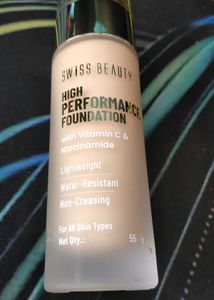 SWISS BEAUTY
HIGH
PERFORMANCE
FOUNDATION
with Vitamin C &
Niacinamide
Lightweight
Water-Resistant
Non-Creasing
For All Skin Types
Net Qty.: 55 g